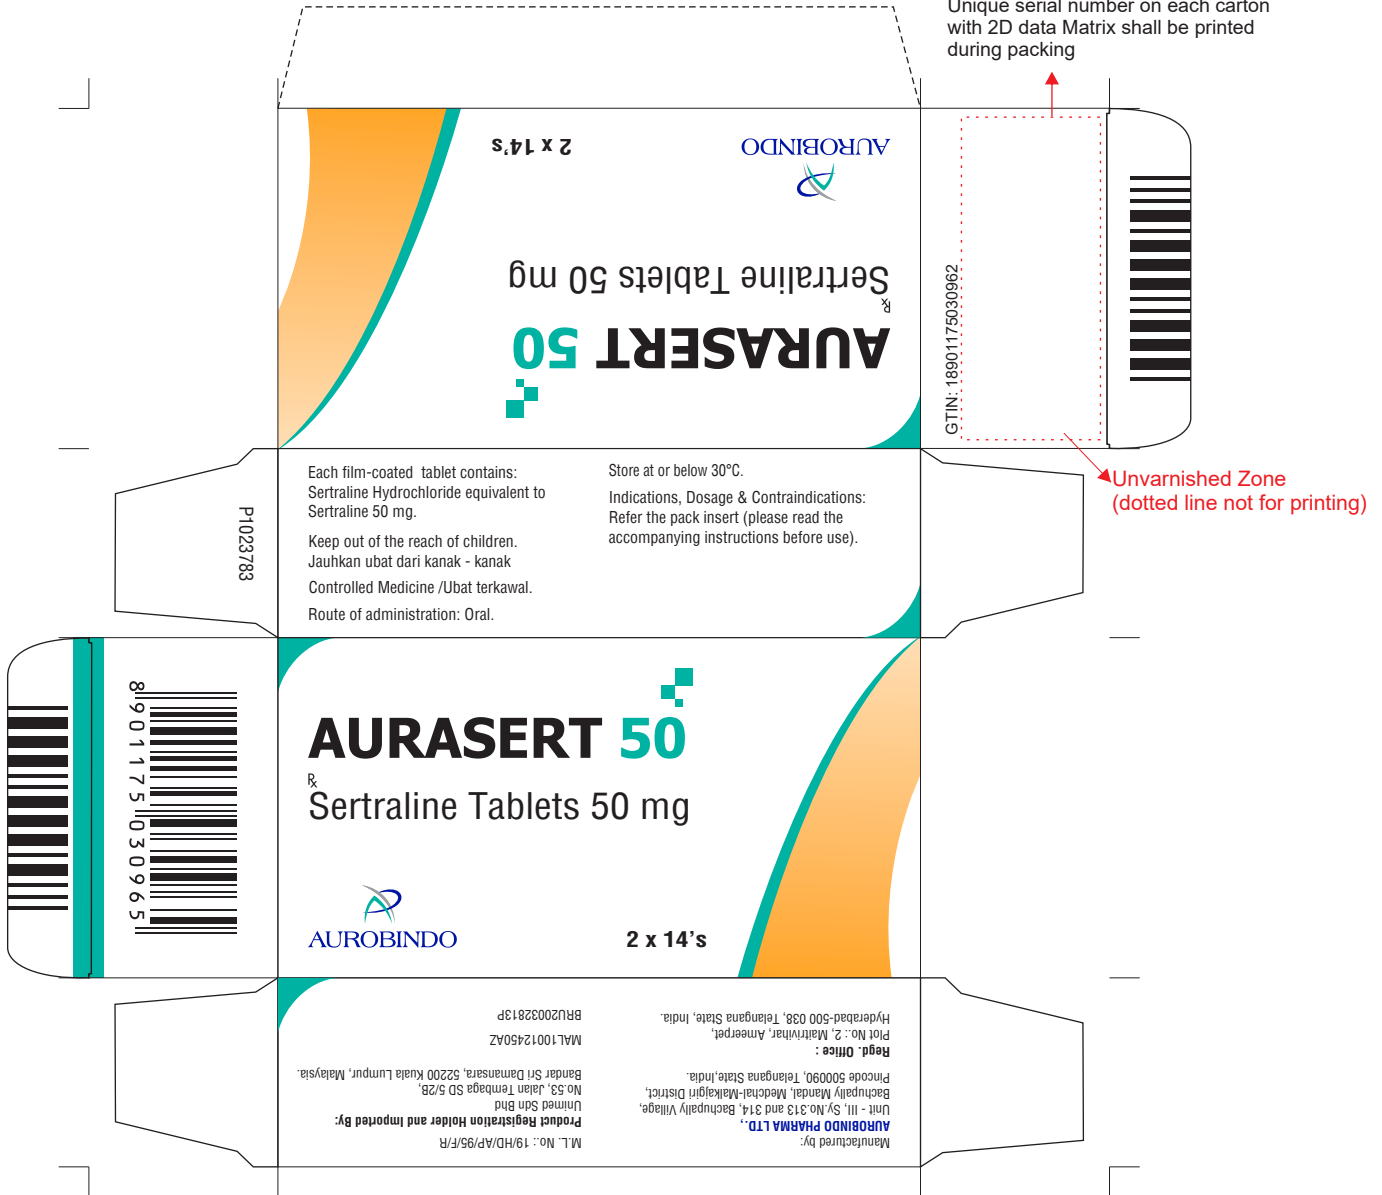 Unique serial number on each carton
with 2D data Matrix shall be printed
during packing
2 x 14's
AUROBINDO
Sertraline Tablets 50 mg
Rx
AURASERT 50
GTIN: 18901175030962
Unvarnished Zone
(dotted line not for printing)
P1023783
Each film-coated tablet contains:
Sertraline Hydrochloride equivalent to
Sertraline 50 mg.
Keep out of the reach of children.
Jauhkan ubat dari kanak - kanak
Controlled Medicine /Ubat terkawal.
Route of administration: Oral.
Store at or below 30°C.
Indications, Dosage & Contraindications:
Refer the pack insert (please read the
accompanying instructions before use).
8901175030965
AURASERT 50
Rx
Sertraline Tablets 50 mg
AUROBINDO
2 x 14's
Manufactured by:
AUROBINDO PHARMA LTD.,
Unit - III, Sy.No.313 and 314, Bachupally Village,
Bachupally Mandal, Medchal-Malkajgiri District,
Pincode 500090, Telangana State,India.
Regd. Office :
Plot No.: 2, Maitrivihar, Ameerpet,
Hyderabad-500 038, Telangana State, India.
M.L. No.: 19/HD/AP/95/F/R
Product Registration Holder and Imported By:
Unimed Sdn Bhd
No.53, Jalan Tembaga SD 5/2B,
Bandar Sri Damansara, 52200 Kuala Lumpur, Malaysia.
MAL10012450AZ
BRU20032813P